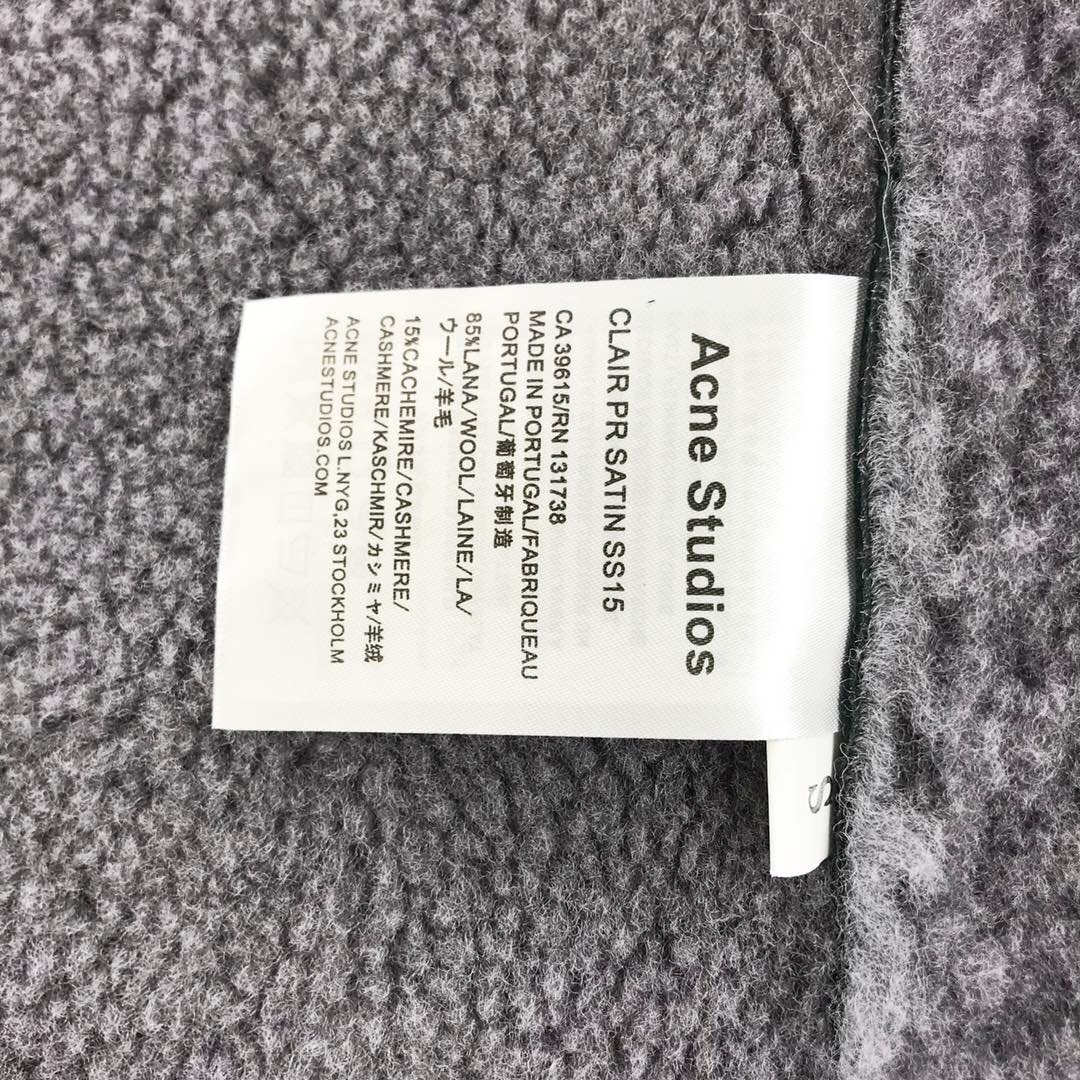 Acne Studios
CLAIR PR SATIN SS15
CA 39615/RN 131738
MADE IN PORTUGAL/FABRIQUEAU
PORTUGAL/葡萄牙制造
85%LANA/WOOL/LAINE/LA/
ウール/羊毛
15%CACHEMIRE/CASHMERE/
CASHMERE/KASCHMIR/カシミヤ/羊绒
ACNE STUDIOS L.NYG,23 STOCKHOLM
ACNESTUDIOS.COM
S